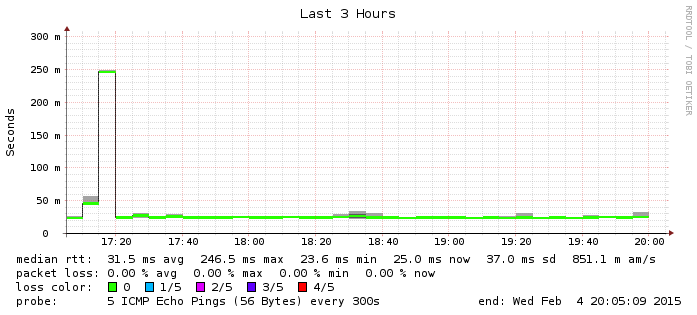 Last 3 Hours
RRDTOOL / TOBI OETIKER
Seconds
300 m
250 m
200 m
150 m
100 m
50 m
0
17:20 17:40 18:00 18:20 18:40 19:00 19:20 19:40 20:00
median rtt: 31.5 ms avg 246.5 ms max 23.6 ms min 25.0 ms now 37.0 ms sd 851.1 m am/s
packet loss: 0.00 % avg 0.00 % max 0.00 % min 0.00 % now
loss color: 0 1/5 2/5 3/5 4/5
probe: 5 ICMP Echo Pings (56 Bytes) every 300s end: Wed Feb 4 20:05:09 2015